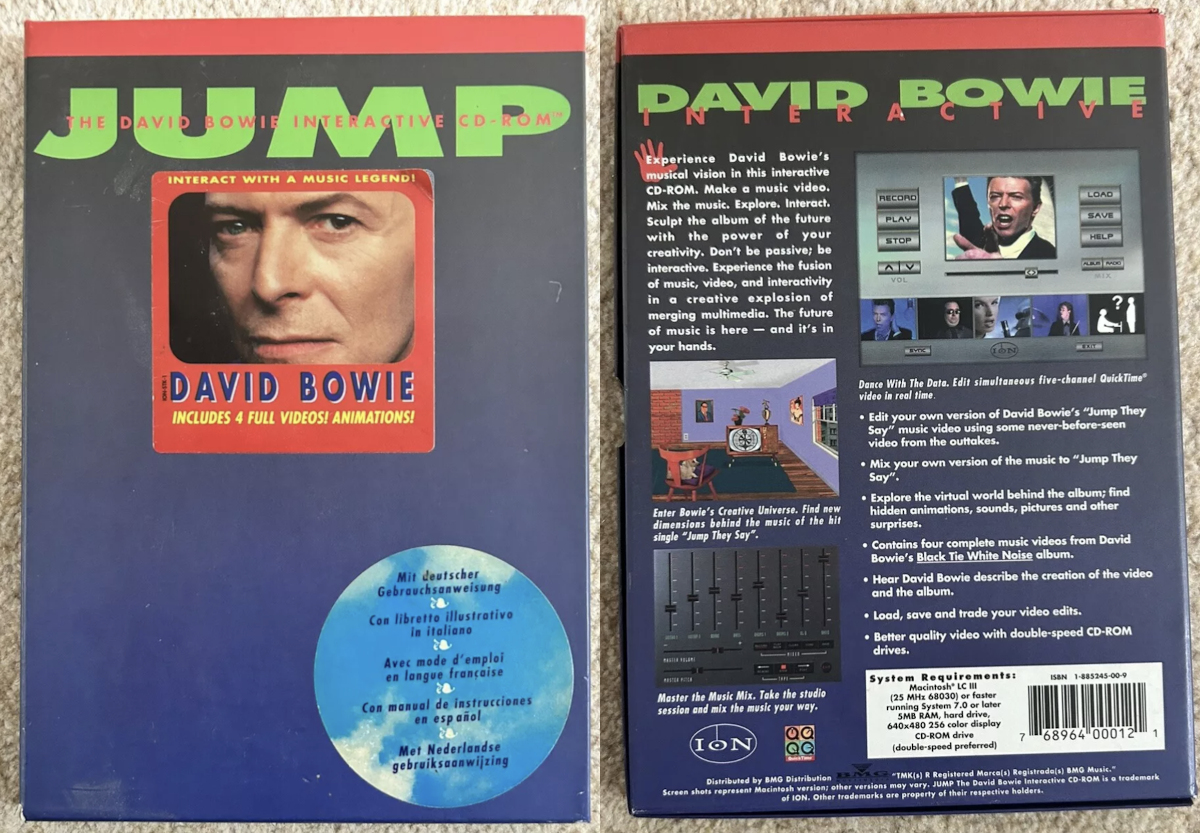 JUMP
THE DAVID BOWIE INTERACTIVE CD-ROM™
INTERACT WITH A MUSIC LEGEND!
DAVID BOWIE
INCLUDES 4 FULL VIDEOS! ANIMATIONS!
Mit deutscher
Gebrauchsanweisung
Con libretto illustrativo
in italiano
Avec mode d'emploi
en langue française
Con manual de instrucciones
en español
Met Nederlandse
gebruiksaanwijzing
DAVID BOWIE
INTERACTIVE
Experience David Bowie's
musical vision in this interactive
CD-ROM. Make a music video.
Mix the music. Explore. Interact.
Sculpt the album of the future
with the power of your
creativity. Don't be passive; be
interactive. Experience the fusion
of music, video, and interactivity
in a creative explosion of
merging multimedia. The future
of music is here — and it's in
your hands.
RECORD
PLAY
STOP
VOL
LOAD
SAVE
HELP
ALBUM RADIO
MIX
SYNC
ION
EXIT
Dance With The Data. Edit simultaneous five-channel QuickTime®
video in real time.
• Edit your own version of David Bowie's "Jump They
Say" music video using some never-before-seen
video from the outtakes.
• Mix your own version of the music to "Jump They
Say".
• Explore the virtual world behind the album; find
hidden animations, sounds, pictures and other
surprises.
• Contains four complete music videos from David
Bowie's Black Tie White Noise album.
• Hear David Bowie describe the creation of the video
and the album.
• Load, save and trade your video edits.
• Better quality video with double-speed CD-ROM
drives.
Enter Bowie's Creative Universe. Find new
dimensions behind the music of the hit
single "Jump They Say".
MASTER VOLUME
MASTER PITCH
MIXER
TAPE
Master the Music Mix. Take the studio
session and mix the music your way.
System Requirements:
Macintosh® LC III
(25 MHz 68030) or faster
running System 7.0 or later
5MB RAM, hard drive,
640x480 256 color display
CD-ROM drive
(double-speed preferred)
ISBN 1-885245-00-9
7 68964 00012 1
ION
QuickTime™
Distributed by BMG Distribution BMG "TMK(s) R Registered Marca(s) Registrada(s) BMG Music."
Screen shots represent Macintosh version; other versions may vary. JUMP The David Bowie Interactive CD-ROM is a trademark
of ION. Other trademarks are property of their respective holders.